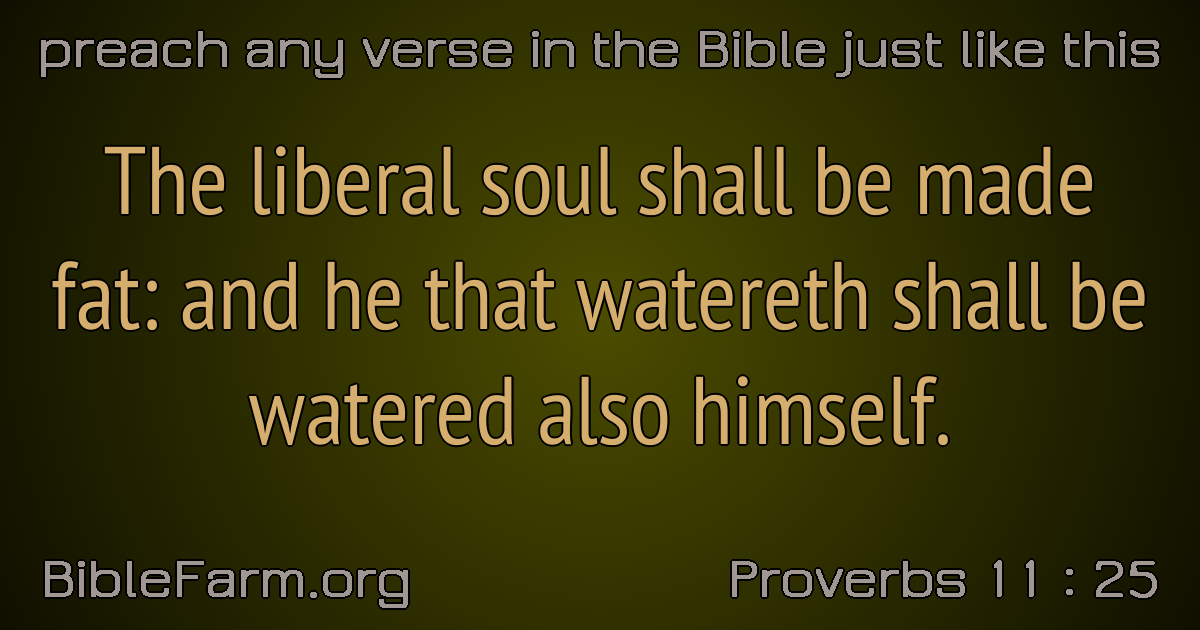 preach any verse in the Bible just like this
The liberal soul shall be made
fat: and he that watereth shall be
watered also himself.
BibleFarm.org
Proverbs 11 : 25